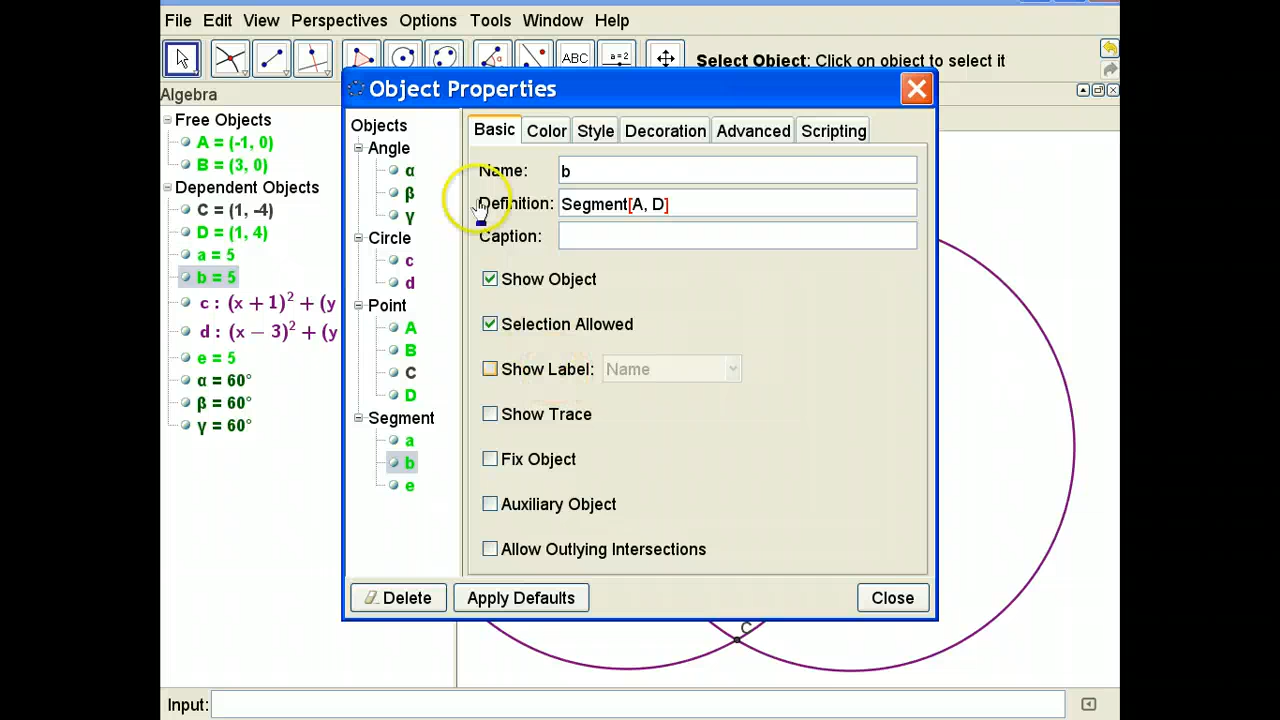 File Edit View Perspectives Options Tools Window Help
ABC a=2 Select Object: Click on object to select it
Algebra
Free Objects
A = (-1, 0)
B = (3, 0)
Dependent Objects
C = (1, -4)
D = (1, 4)
a = 5
b = 5
c : (x + 1)² + (y
d : (x − 3)² + (y
e = 5
α = 60°
β = 60°
γ = 60°
Object Properties
Objects
Angle
α
β
γ
Circle
c
d
Point
A
B
C
D
Segment
a
b
e
Basic Color Style Decoration Advanced Scripting
Name: b
Definition: Segment[A, D]
Caption:
Show Object
Selection Allowed
Show Label: Name
Show Trace
Fix Object
Auxiliary Object
Allow Outlying Intersections
Delete Apply Defaults Close
C
Input: